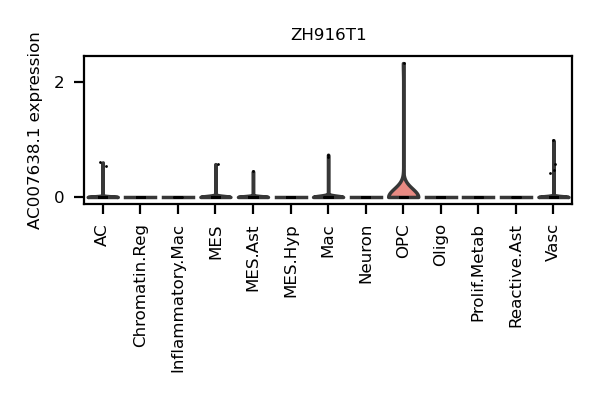 ZH916T1
AC007638.1 expression
2
0
AC
Chromatin.Reg
Inflammatory.Mac
MES
MES.Ast
MES.Hyp
Mac
Neuron
OPC
Oligo
Prolif.Metab
Reactive.Ast
Vasc